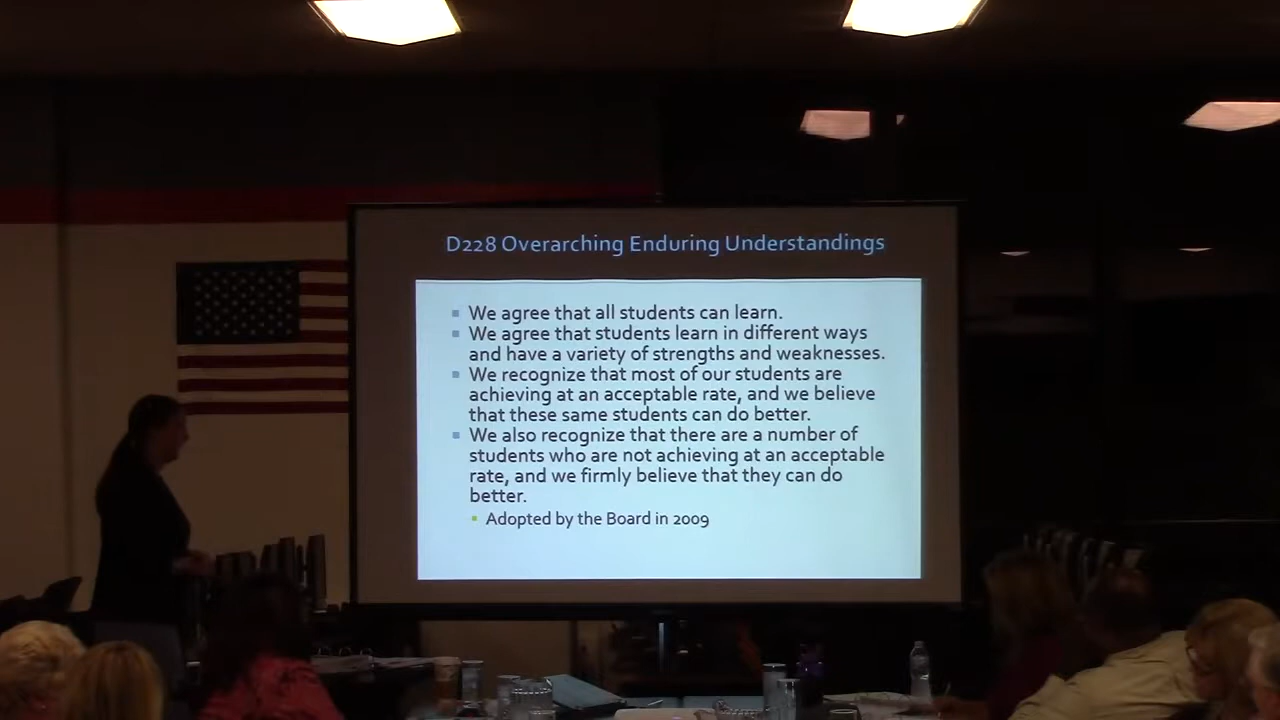 D228 Overarching Enduring Understandings
We agree that all students can learn.
We agree that students learn in different ways
and have a variety of strengths and weaknesses.
We recognize that most of our students are
achieving at an acceptable rate, and we believe
that these same students can do better.
We also recognize that there are a number of
students who are not achieving at an acceptable
rate, and we firmly believe that they can do
better.
Adopted by the Board in 2009